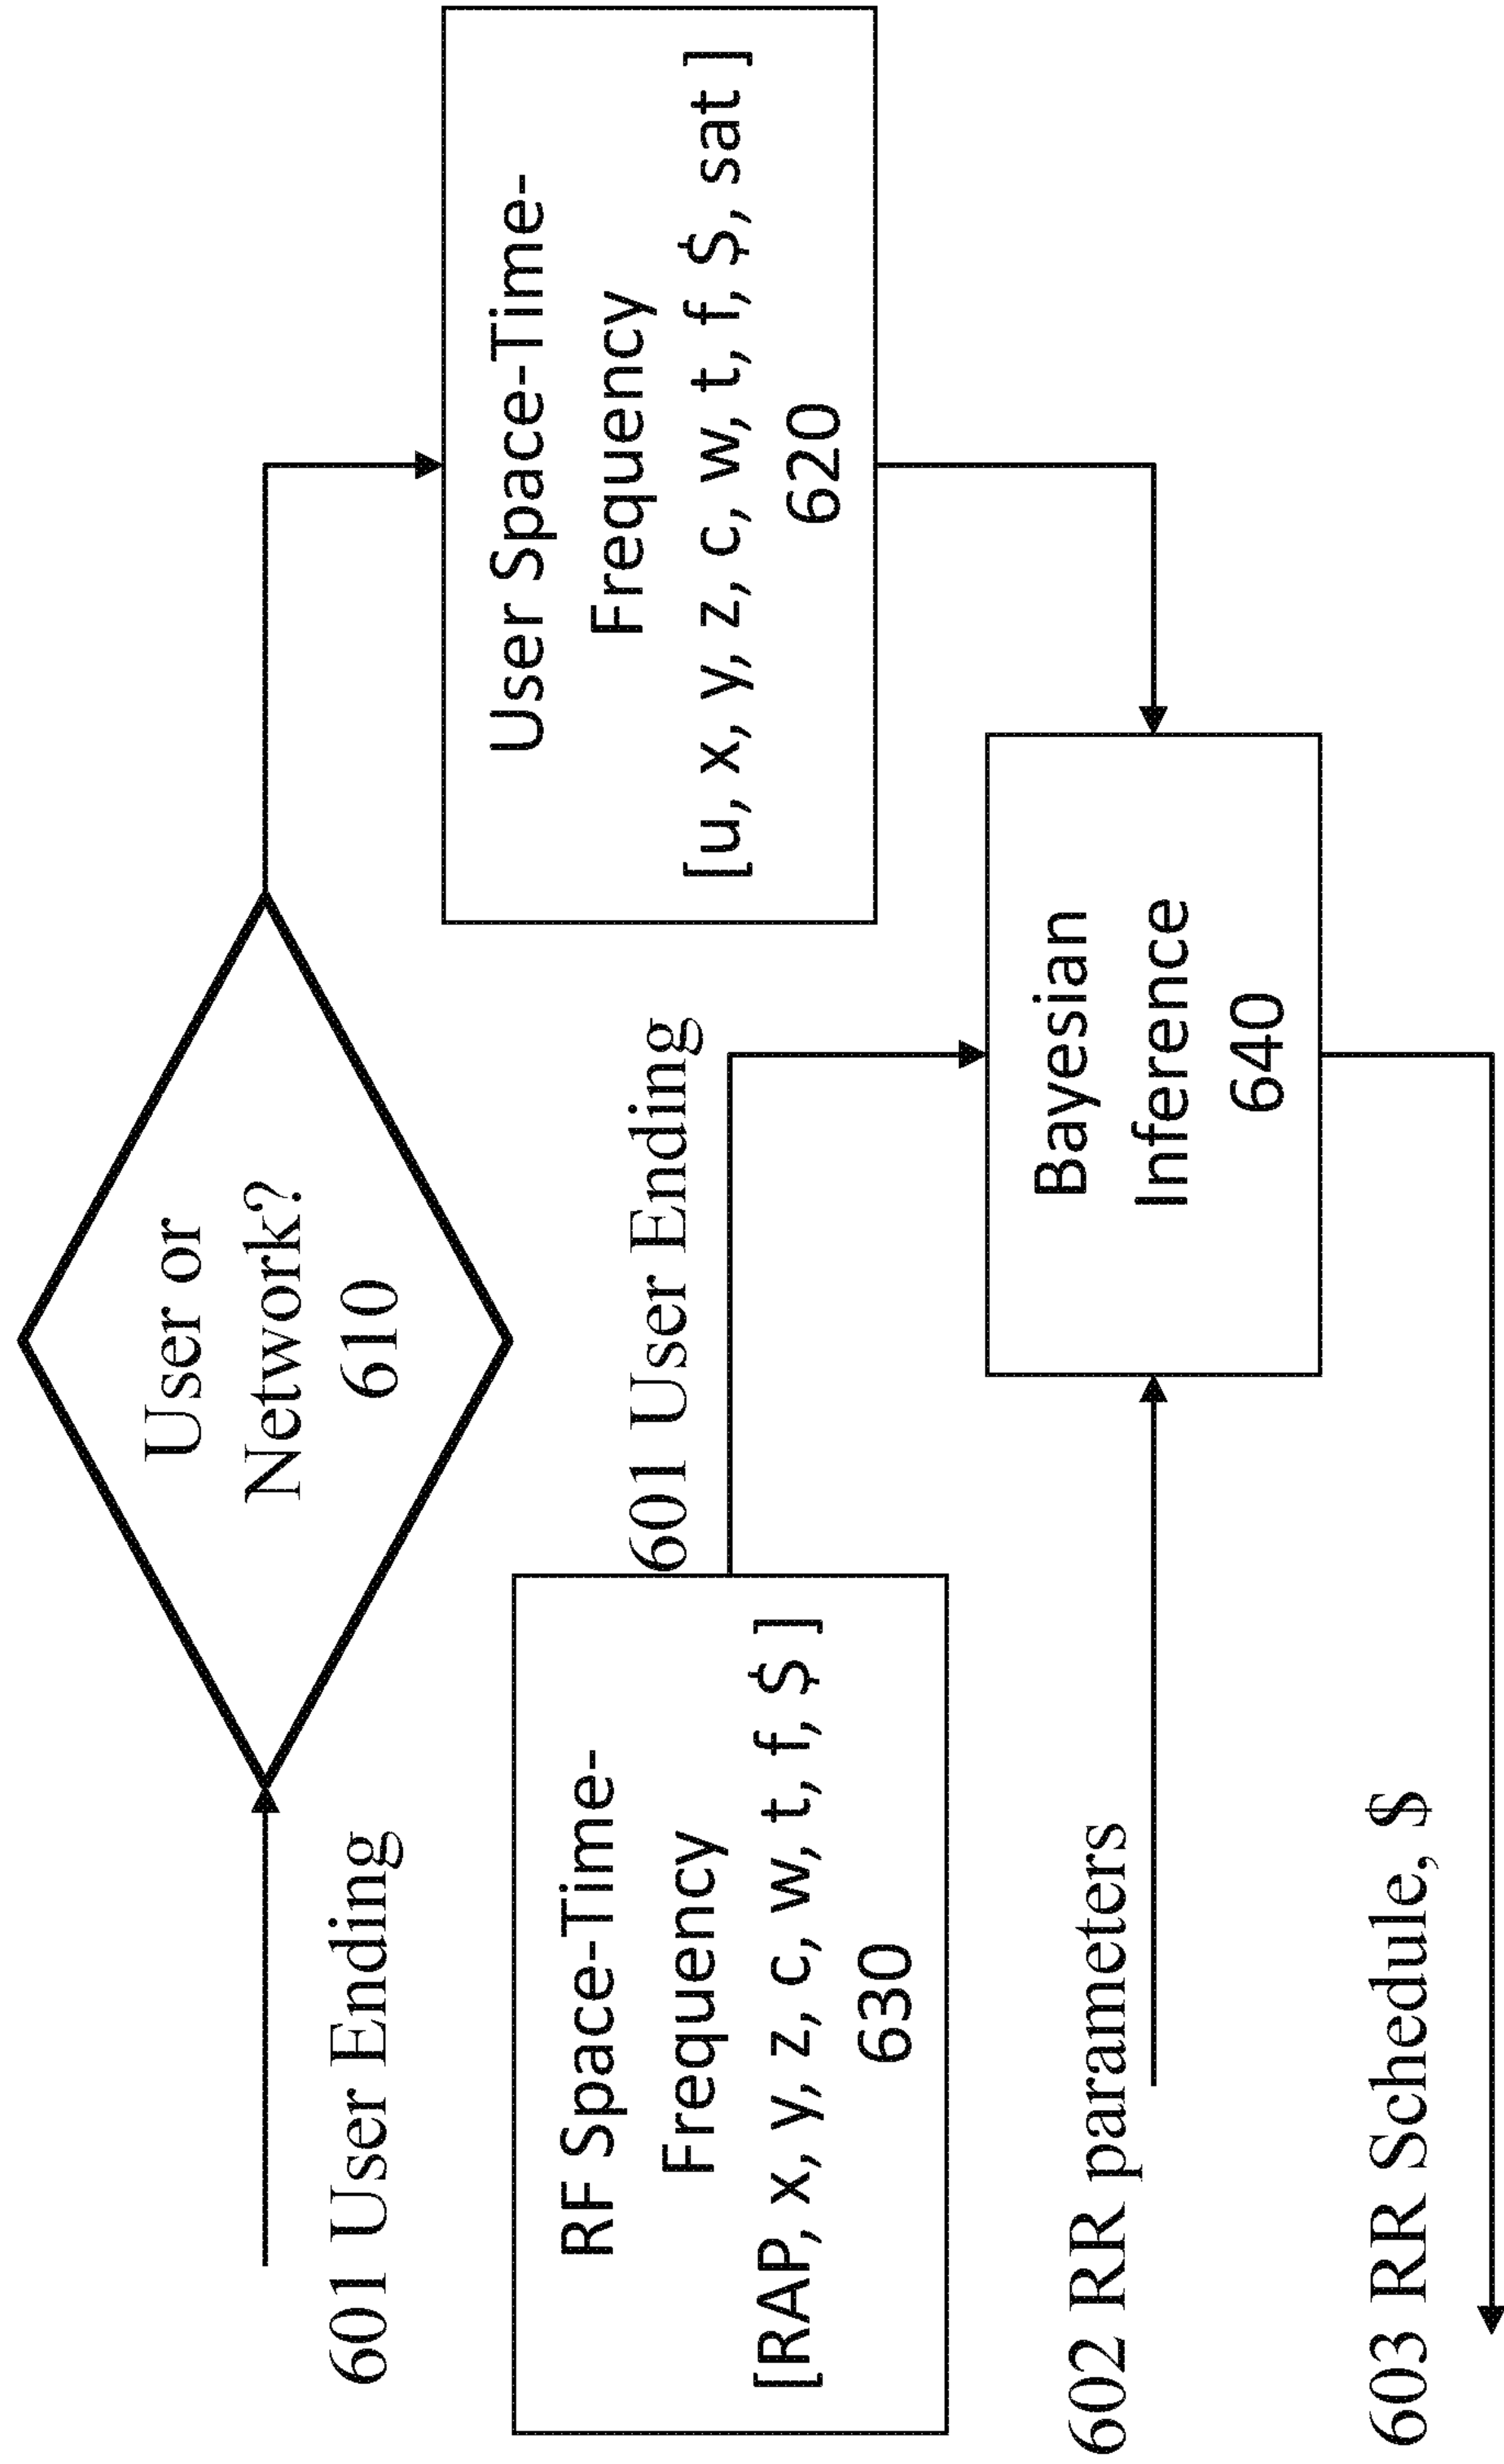 User or
Network?
610
601 User Ending
User Space-Time-
Frequency
[u, x, y, z, c, w, t, f, $, sat ]
620
RF Space-Time-
Frequency
[RAP, x, y, z, c, w, t, f, $ ]
630
601 User Ending
Bayesian
Inference
640
602 RR parameters
603 RR Schedule, $